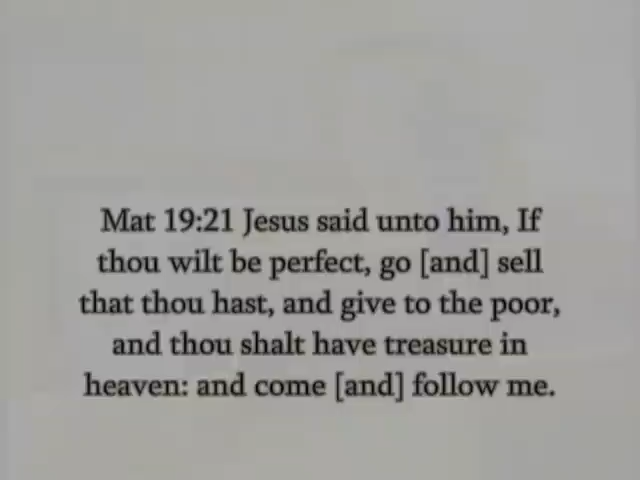 Mat 19:21 Jesus said unto him, If
thou wilt be perfect, go [and] sell
that thou hast, and give to the poor,
and thou shalt have treasure in
heaven: and come [and] follow me.